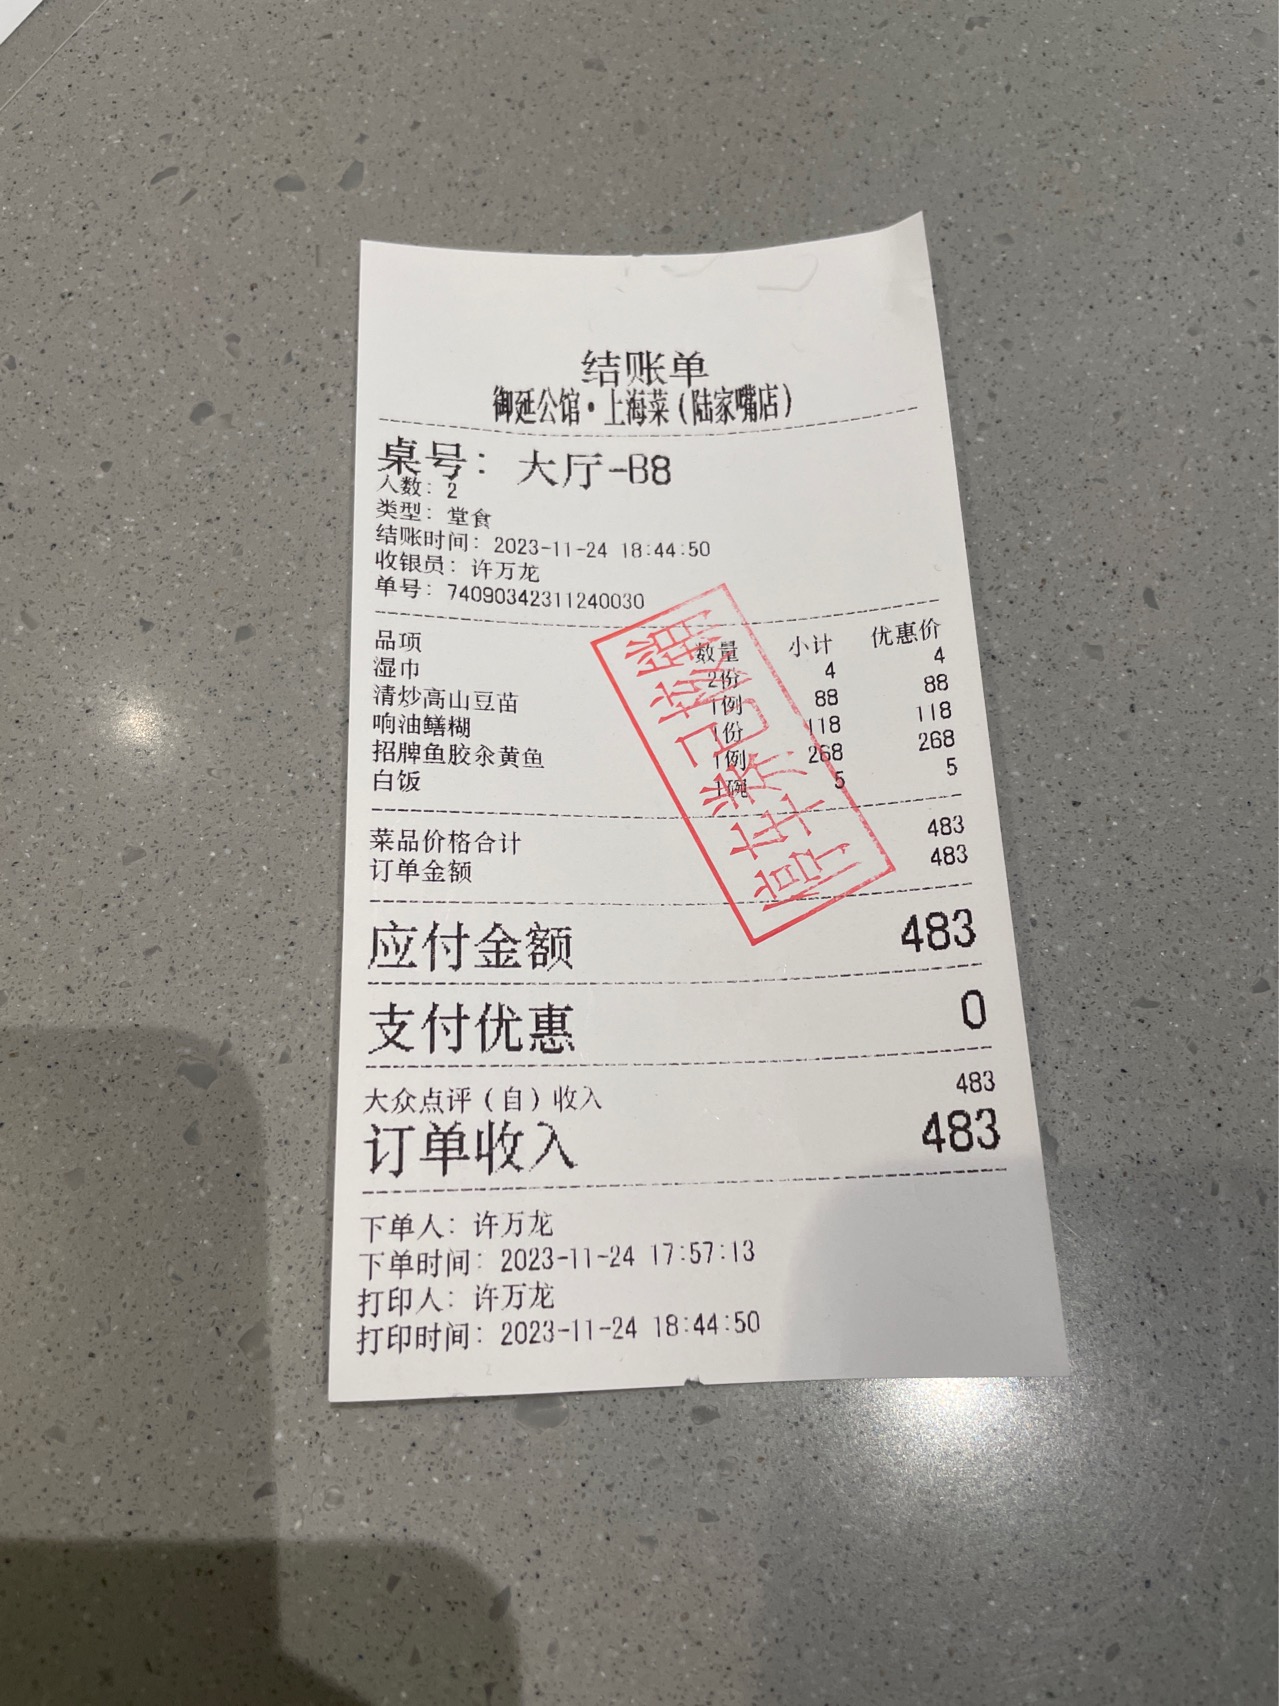 结账单
御延公馆•上海菜(陆家嘴店)
桌号: 大厅-B8
人数: 2
类型: 堂食
结账时间: 2023-11-24 18:44:50
收银员: 许万龙
单号: 74090342311240030
品项 数量 小计 优惠价
湿巾 2份 4 4
清炒高山豆苗 1例 88 88
响油鳝糊 1份 118 118
招牌鱼胶汆黄鱼 1例 268 268
白饭 1碗 5 5
菜品价格合计 483
订单金额 483
应付金额 483
支付优惠 0
大众点评(自)收入 483
订单收入 483
下单人: 许万龙
下单时间: 2023-11-24 17:57:13
打印人: 许万龙
打印时间: 2023-11-24 18:44:50